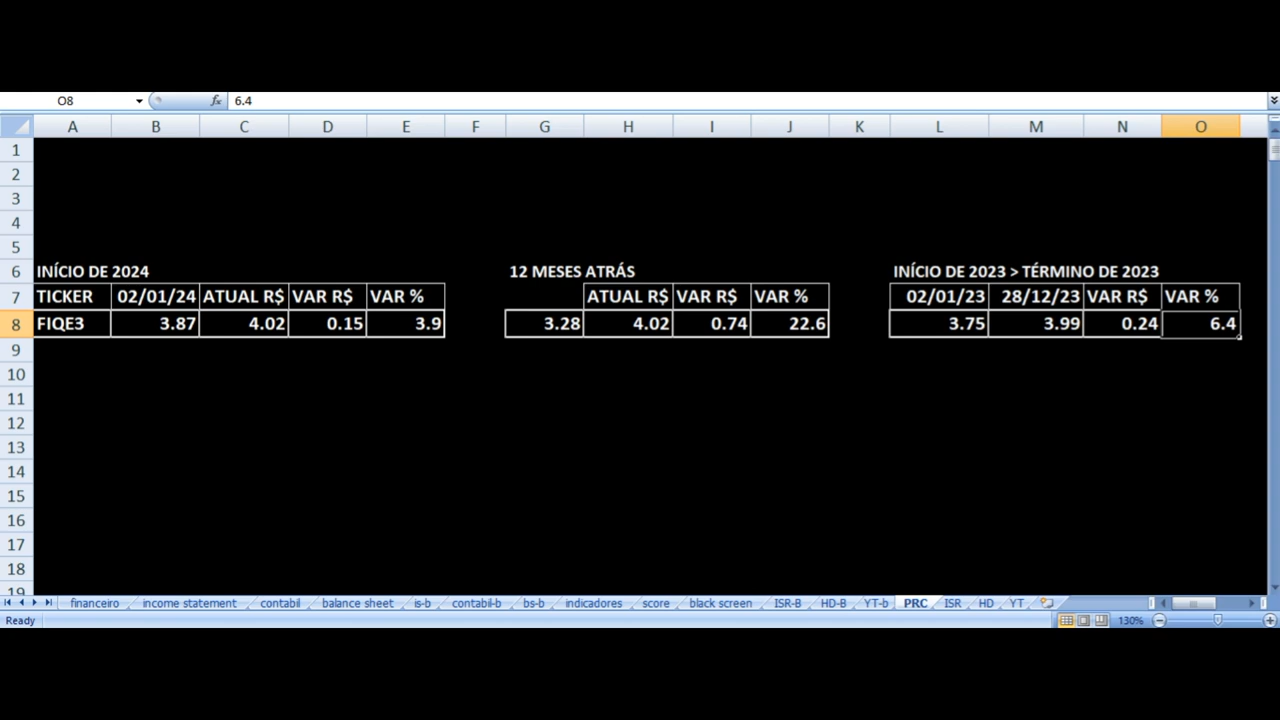 O8 fx 6.4
A B C D E F G H I J K L M N O
1
2
3
4
5
6 INÍCIO DE 2024 12 MESES ATRÁS INÍCIO DE 2023 > TÉRMINO DE 2023
7 TICKER 02/01/24 ATUAL R$ VAR R$ VAR % ATUAL R$ VAR R$ VAR % 02/01/23 28/12/23 VAR R$ VAR %
8 FIQE3 3.87 4.02 0.15 3.9 3.28 4.02 0.74 22.6 3.75 3.99 0.24 6.4
9
10
11
12
13
14
15
16
17
18
19
financeiro income statement contabil balance sheet is-b contabil-b bs-b indicadores score black screen ISR-B HD-B YT-b PRC ISR HD YT
Ready 130%